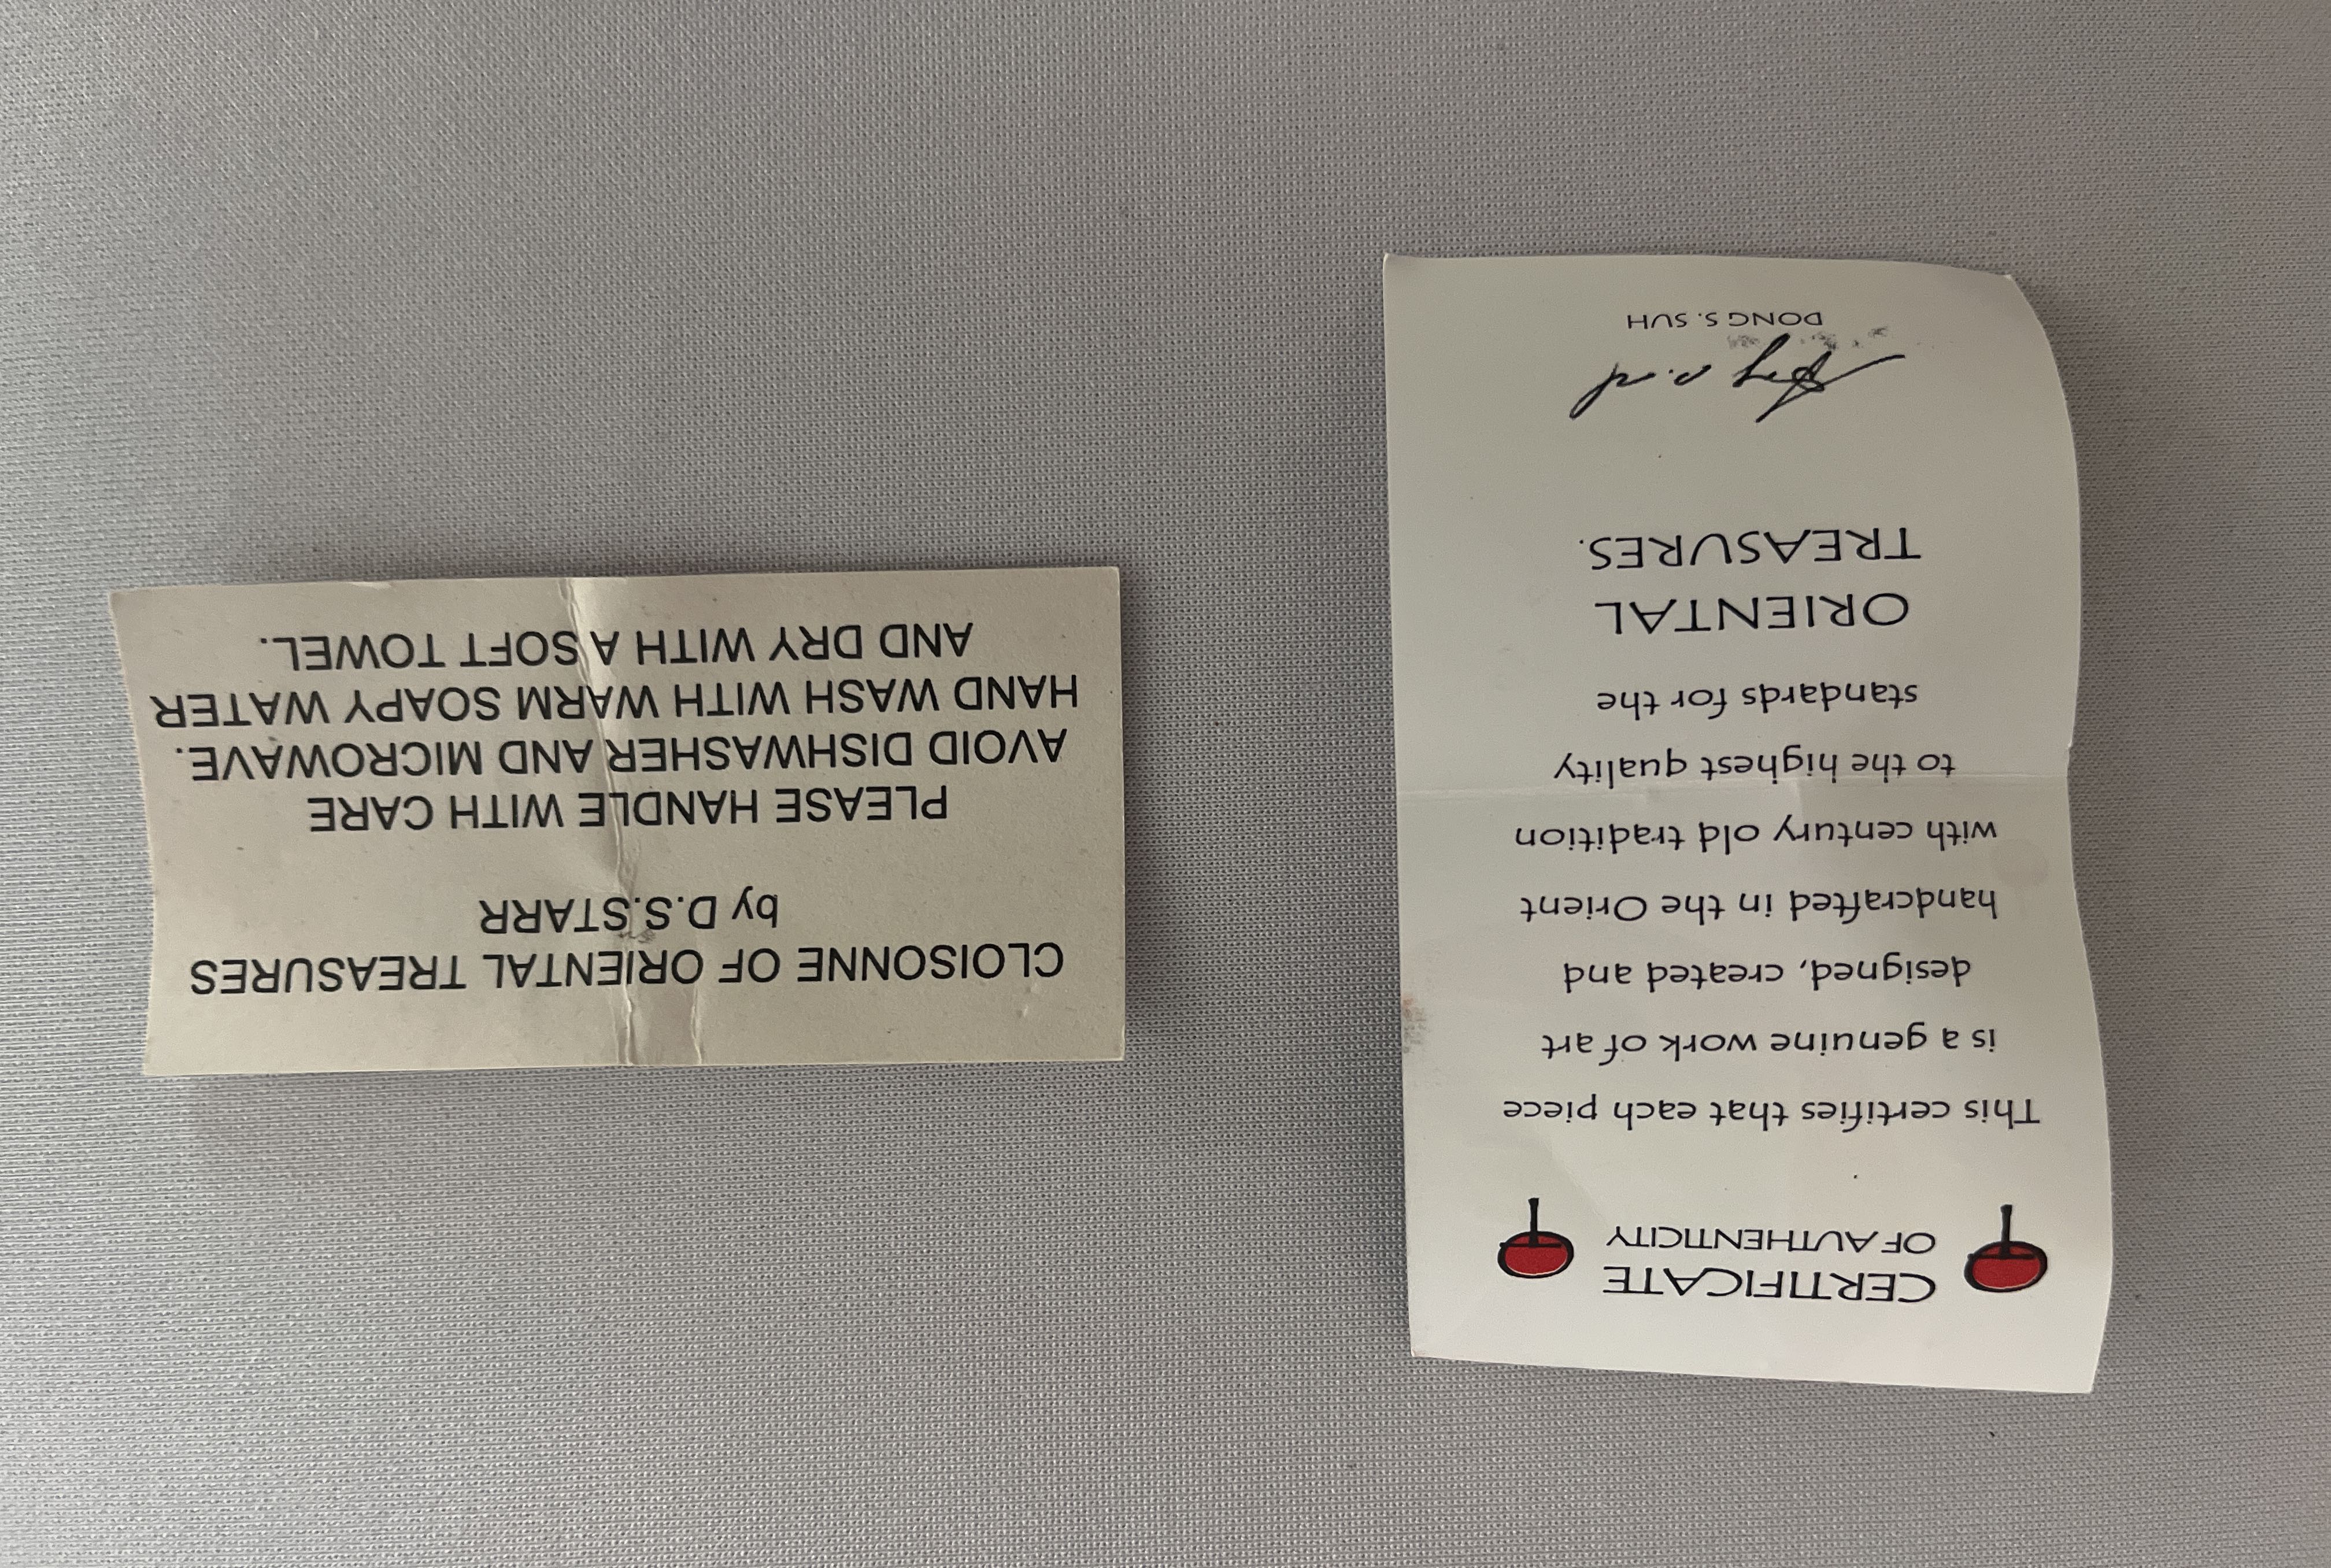 CERTIFICATE
OF AUTHENTICITY
This certifies that each piece
is a genuine work of art
designed, created and
handcrafted in the Orient
with century old tradition
to the highest quality
standards for the
ORIENTAL
TREASURES.
DONG S. SUH
CLOISONNE OF ORIENTAL TREASURES
by D.S.STARR
PLEASE HANDLE WITH CARE
AVOID DISHWASHER AND MICROWAVE.
HAND WASH WITH WARM SOAPY WATER
AND DRY WITH A SOFT TOWEL.